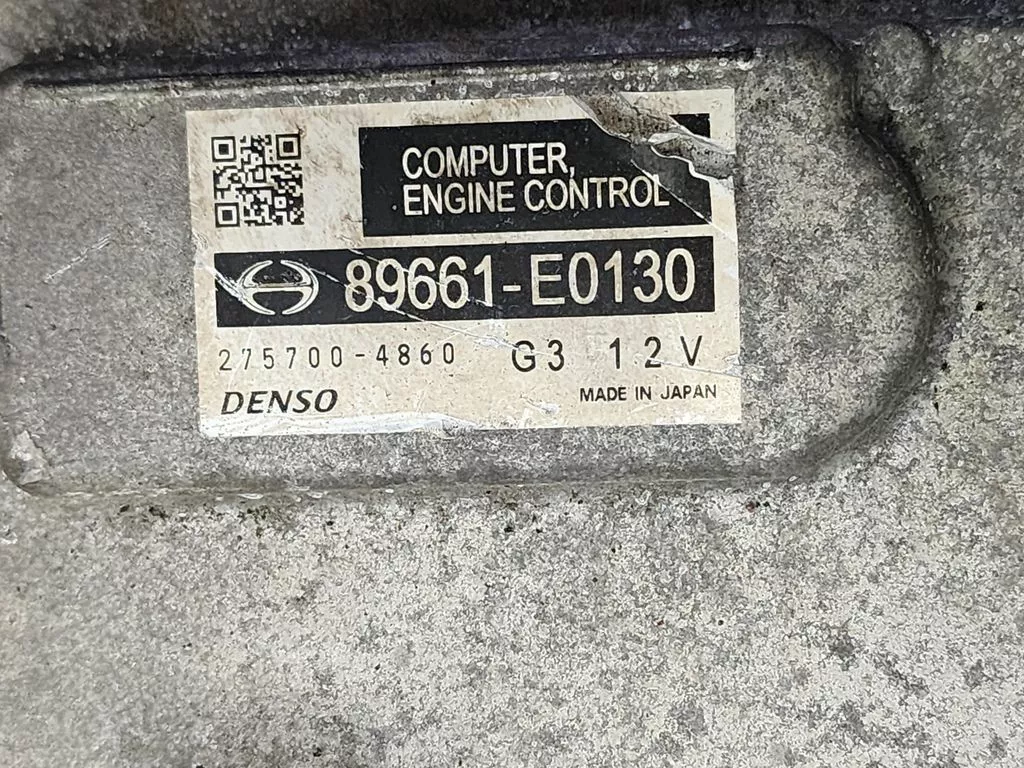 COMPUTER,
ENGINE CONTROL
89661-E0130
275700-4860 G3 12V
DENSO MADE IN JAPAN